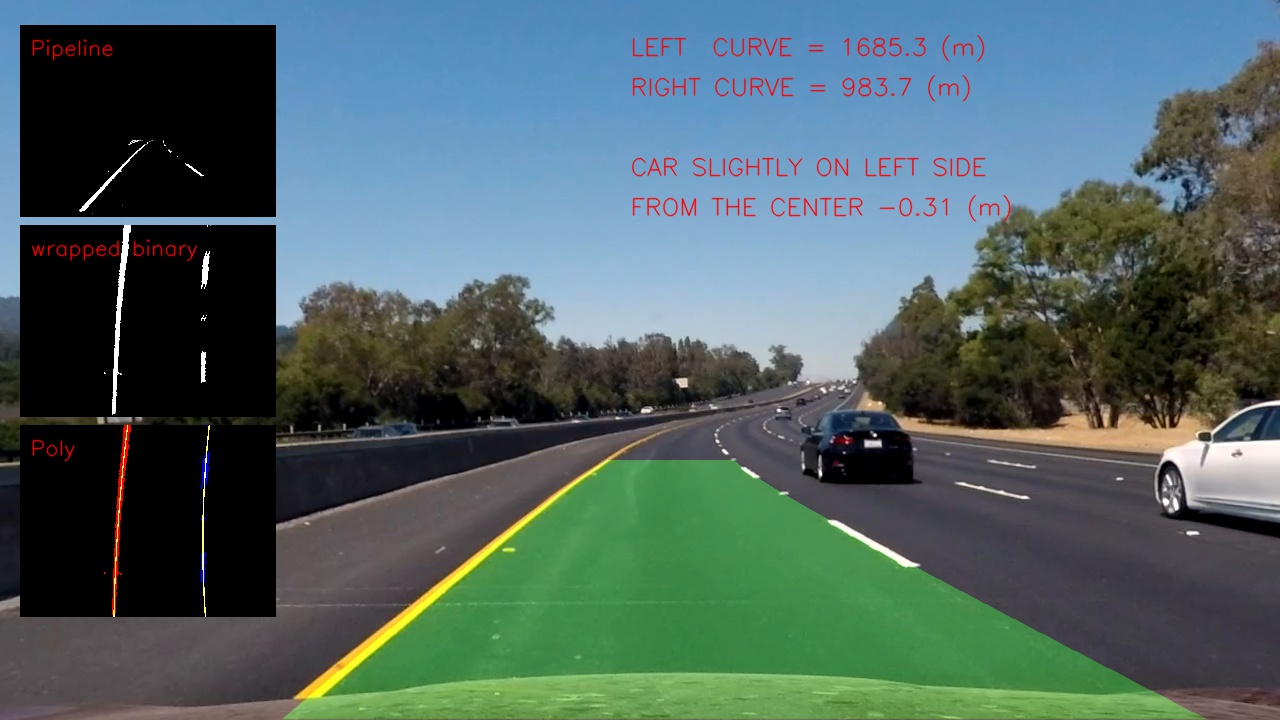 Pipeline
wrapped binary
Poly
LEFT CURVE = 1685.3 (m)
RIGHT CURVE = 983.7 (m)
CAR SLIGHTLY ON LEFT SIDE
FROM THE CENTER -0.31 (m)